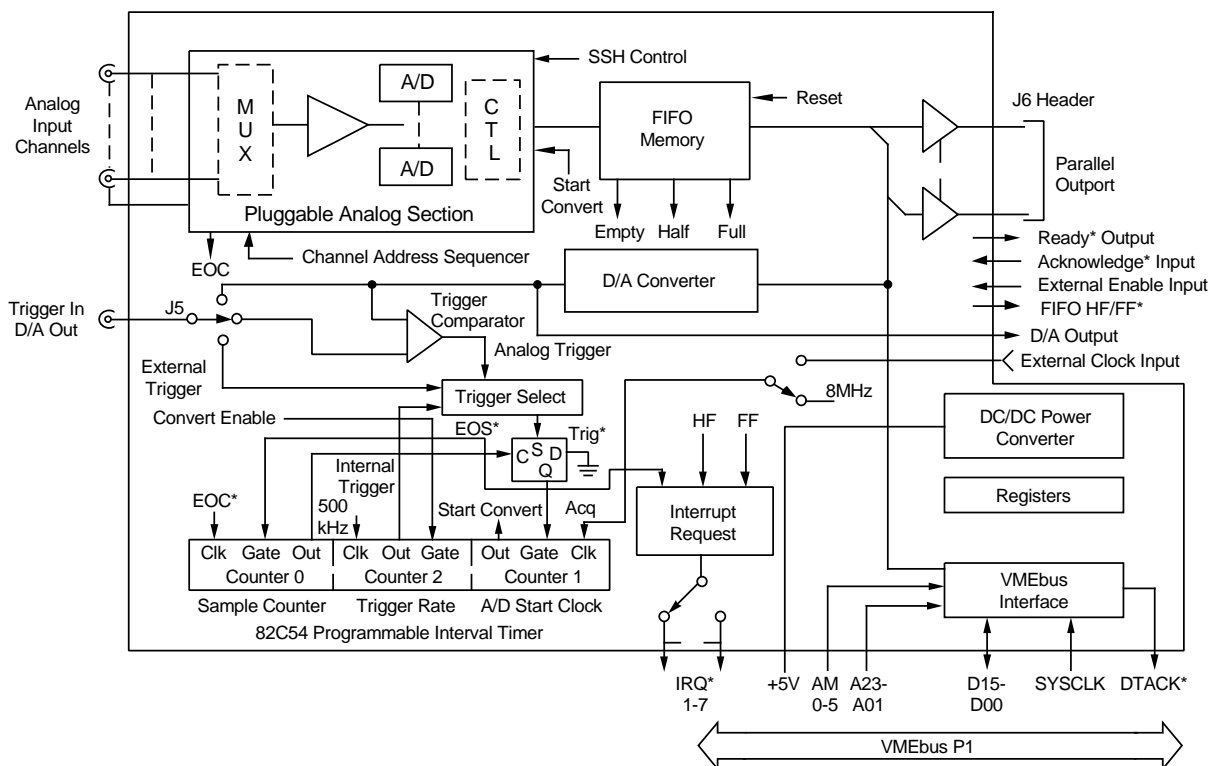 Analog
Input
Channels
M
U
X
A/D
A/D
C
T
L
Pluggable Analog Section
SSH Control
Start
Convert
FIFO
Memory
Reset
Empty Half Full
J6 Header
Parallel
Outport
EOC
Channel Address Sequencer
D/A Converter
Ready* Output
Acknowledge* Input
External Enable Input
FIFO HF/FF*
D/A Output
External Clock Input
Trigger In
D/A Out
J5
Trigger
Comparator
Analog Trigger
External
Trigger
Trigger Select
8MHz
Convert Enable
EOS*
Trig*
C S D
Q
HF FF
DC/DC Power
Converter
Internal
Trigger
EOC*
500
kHz
Start Convert
Acq
Interrupt
Request
Registers
Clk Gate Out Clk Out Gate Out Gate Clk
Counter 0 Counter 2 Counter 1
Sample Counter Trigger Rate A/D Start Clock
82C54 Programmable Interval Timer
VMEbus
Interface
IRQ*
1-7
+5V
AM
0-5
A23-
A01
D15-
D00
SYSCLK
DTACK*
VMEbus P1